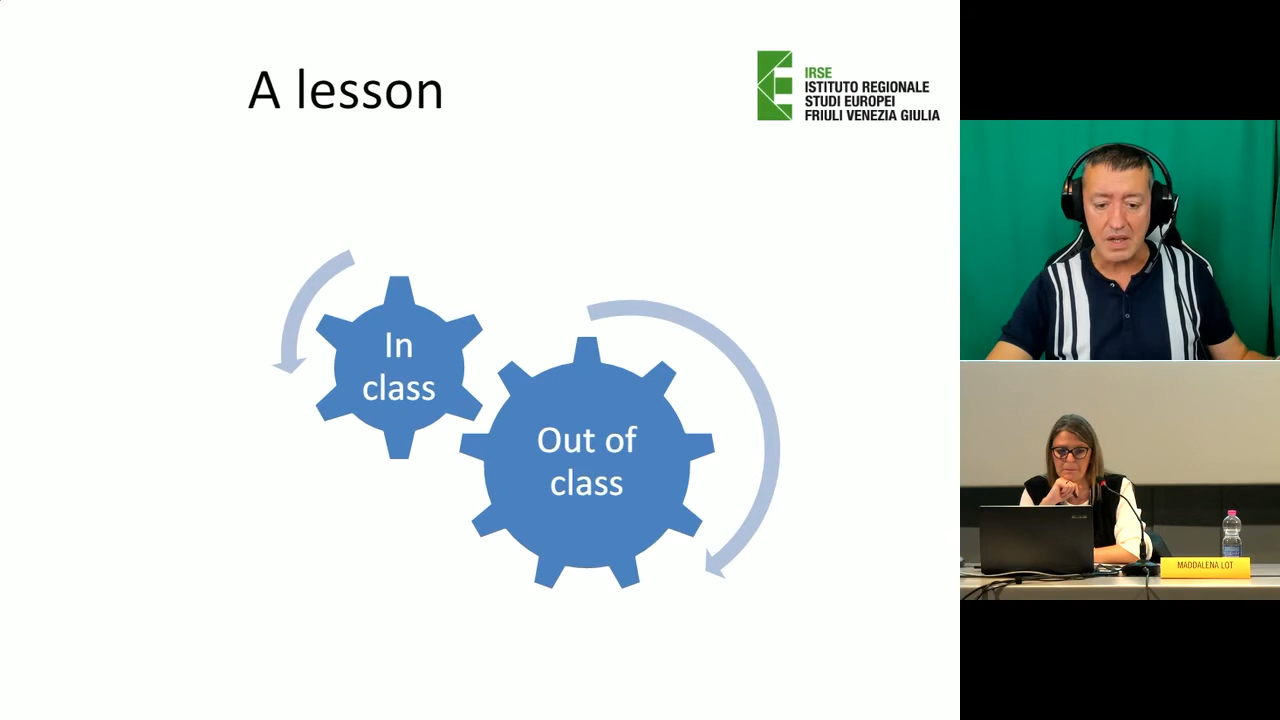 A lesson
IRSE
ISTITUTO REGIONALE
STUDI EUROPEI
FRIULI VENEZIA GIULIA
In
class
Out of
class
MADDALENA LOT